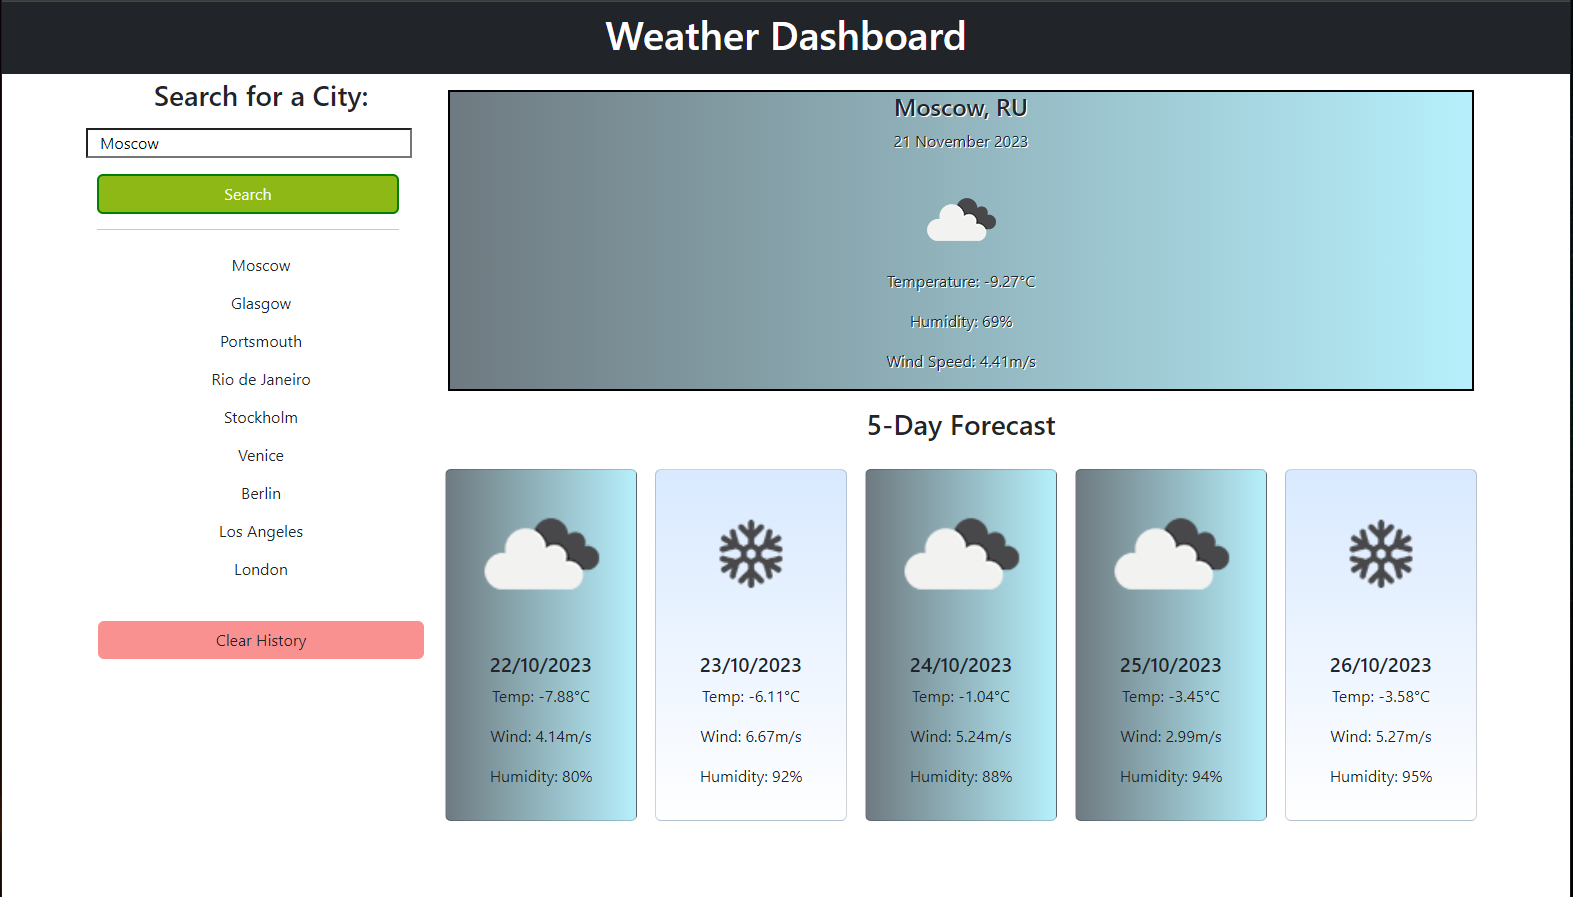 Weather Dashboard
Search for a City:
Moscow
Search
Moscow
Glasgow
Portsmouth
Rio de Janeiro
Stockholm
Venice
Berlin
Los Angeles
London
Clear History
Moscow, RU
21 November 2023
Temperature: -9.27°C
Humidity: 69%
Wind Speed: 4.41m/s
5-Day Forecast
22/10/2023
Temp: -7.88°C
Wind: 4.14m/s
Humidity: 80%
23/10/2023
Temp: -6.11°C
Wind: 6.67m/s
Humidity: 92%
24/10/2023
Temp: -1.04°C
Wind: 5.24m/s
Humidity: 88%
25/10/2023
Temp: -3.45°C
Wind: 2.99m/s
Humidity: 94%
26/10/2023
Temp: -3.58°C
Wind: 5.27m/s
Humidity: 95%